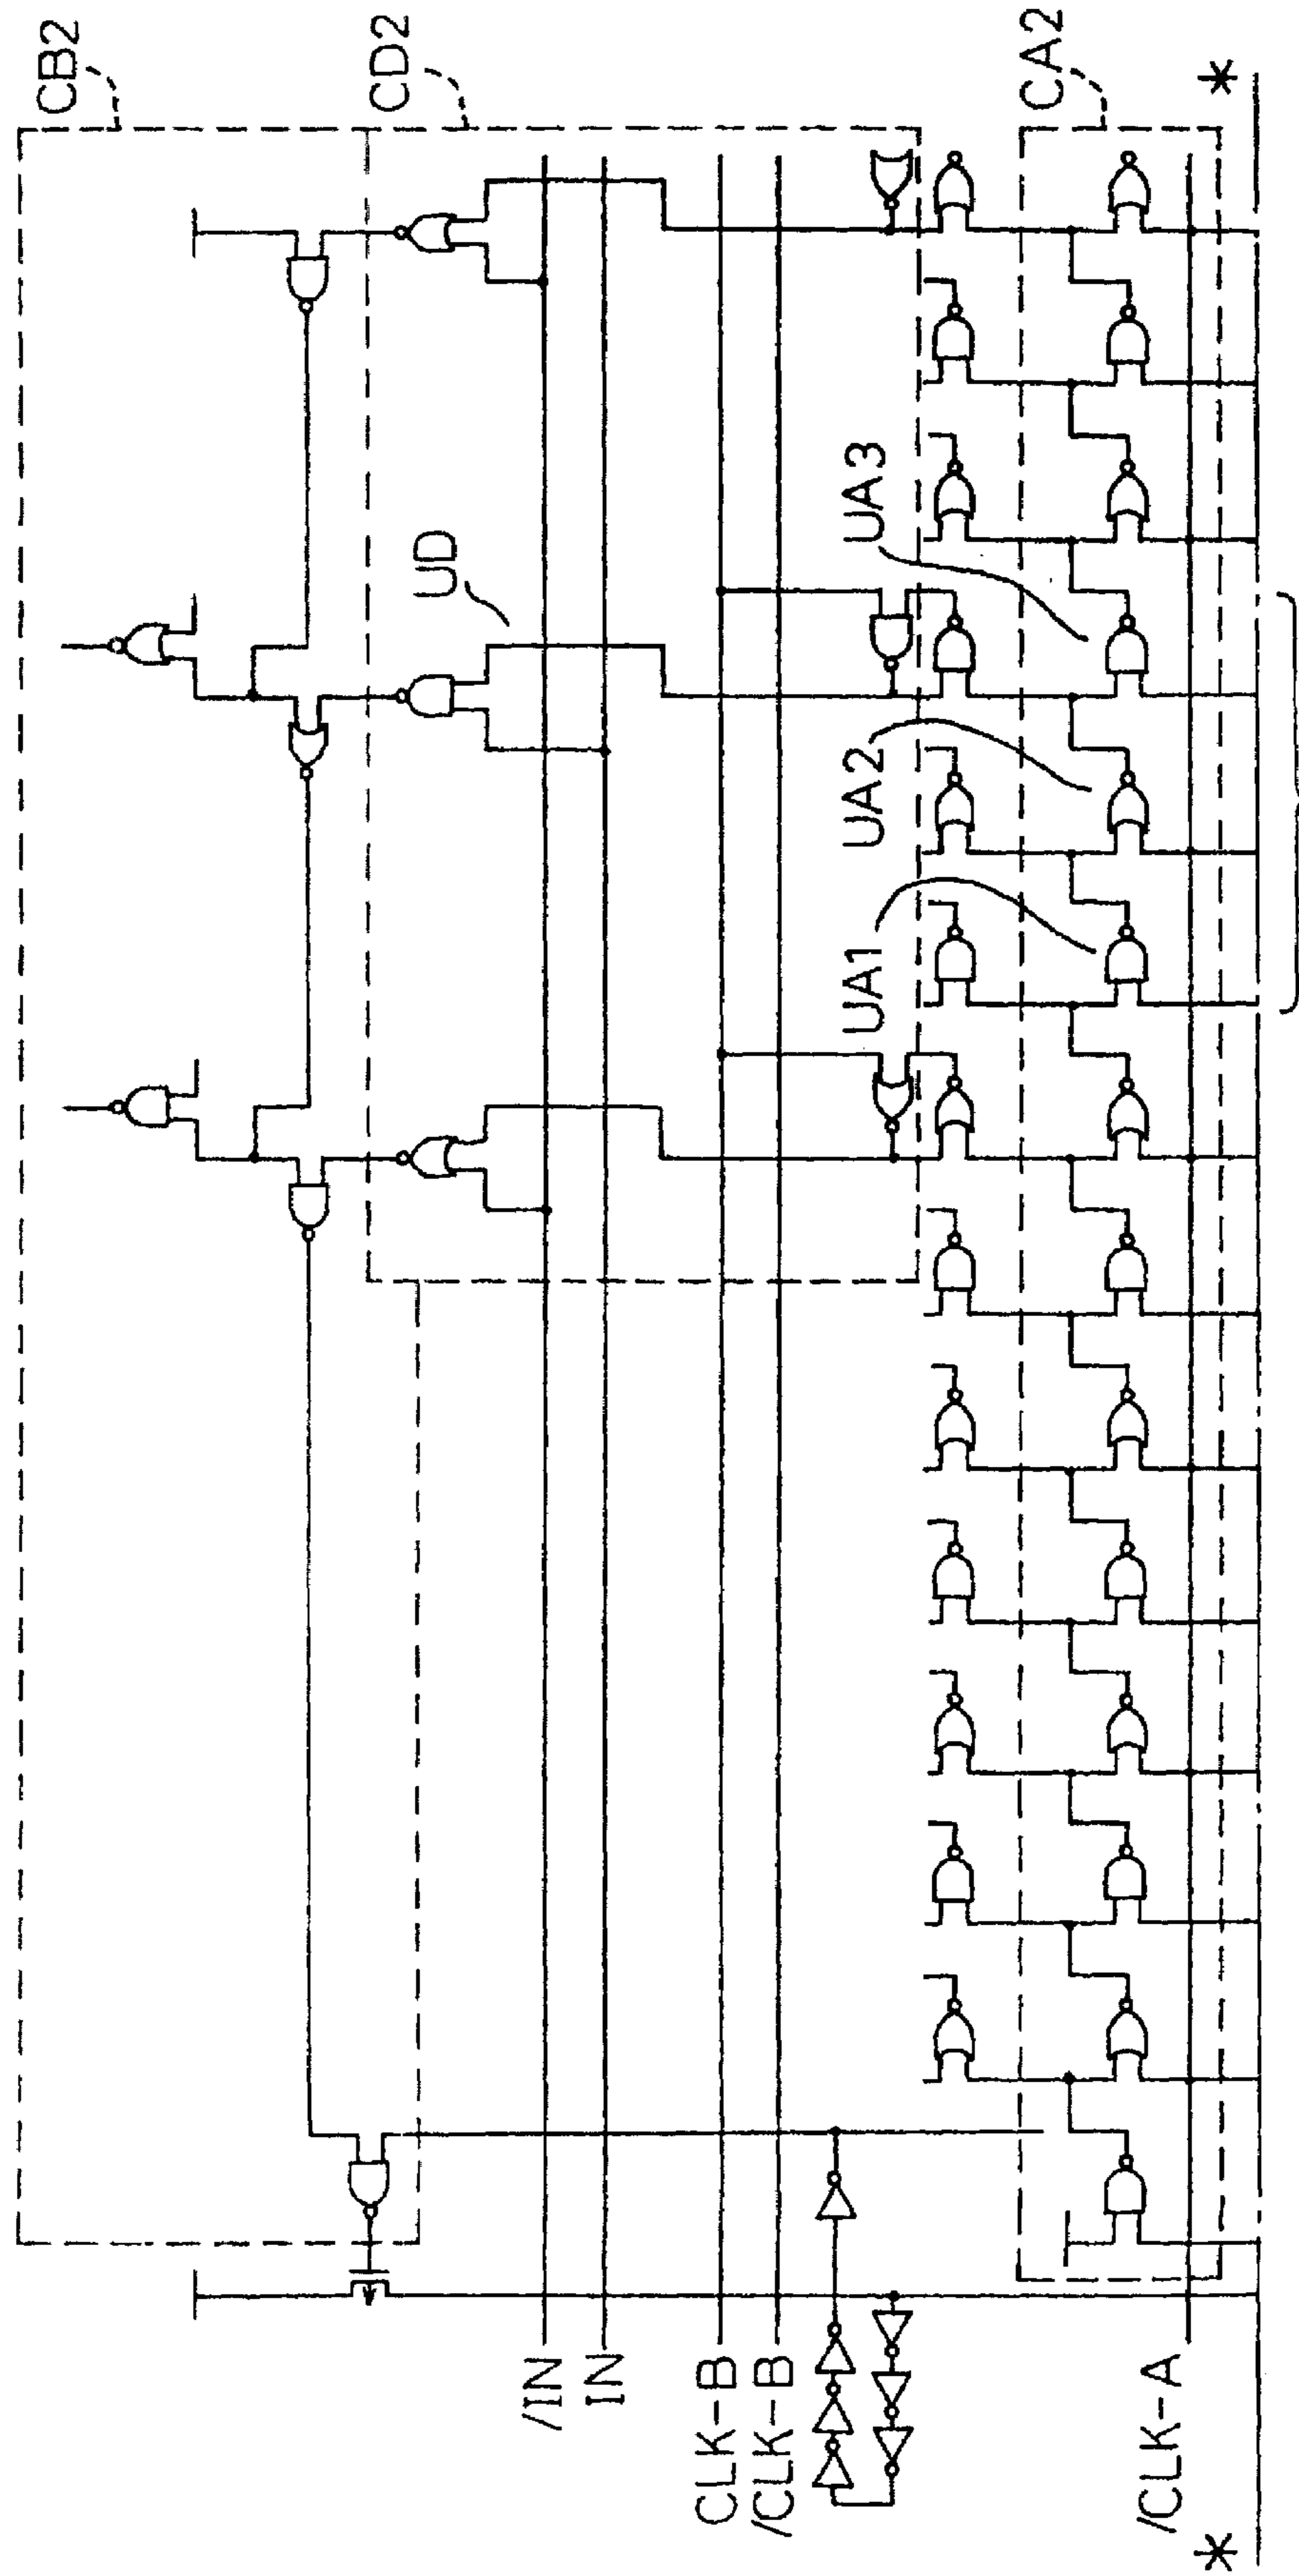 CB2
CD2
UD
/IN
IN
CLK-B
/CLK-B
UA1
UA2
UA3
CA2
/CLK-A
*
*